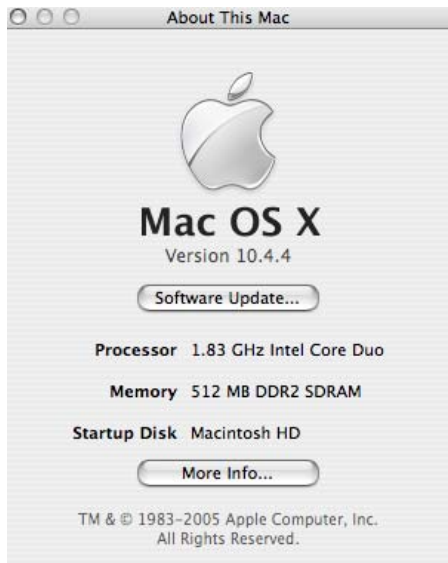 About This Mac
Mac OS X
Version 10.4.4
Software Update...
Processor 1.83 GHz Intel Core Duo
Memory 512 MB DDR2 SDRAM
Startup Disk Macintosh HD
More Info...
TM & © 1983–2005 Apple Computer, Inc.
All Rights Reserved.